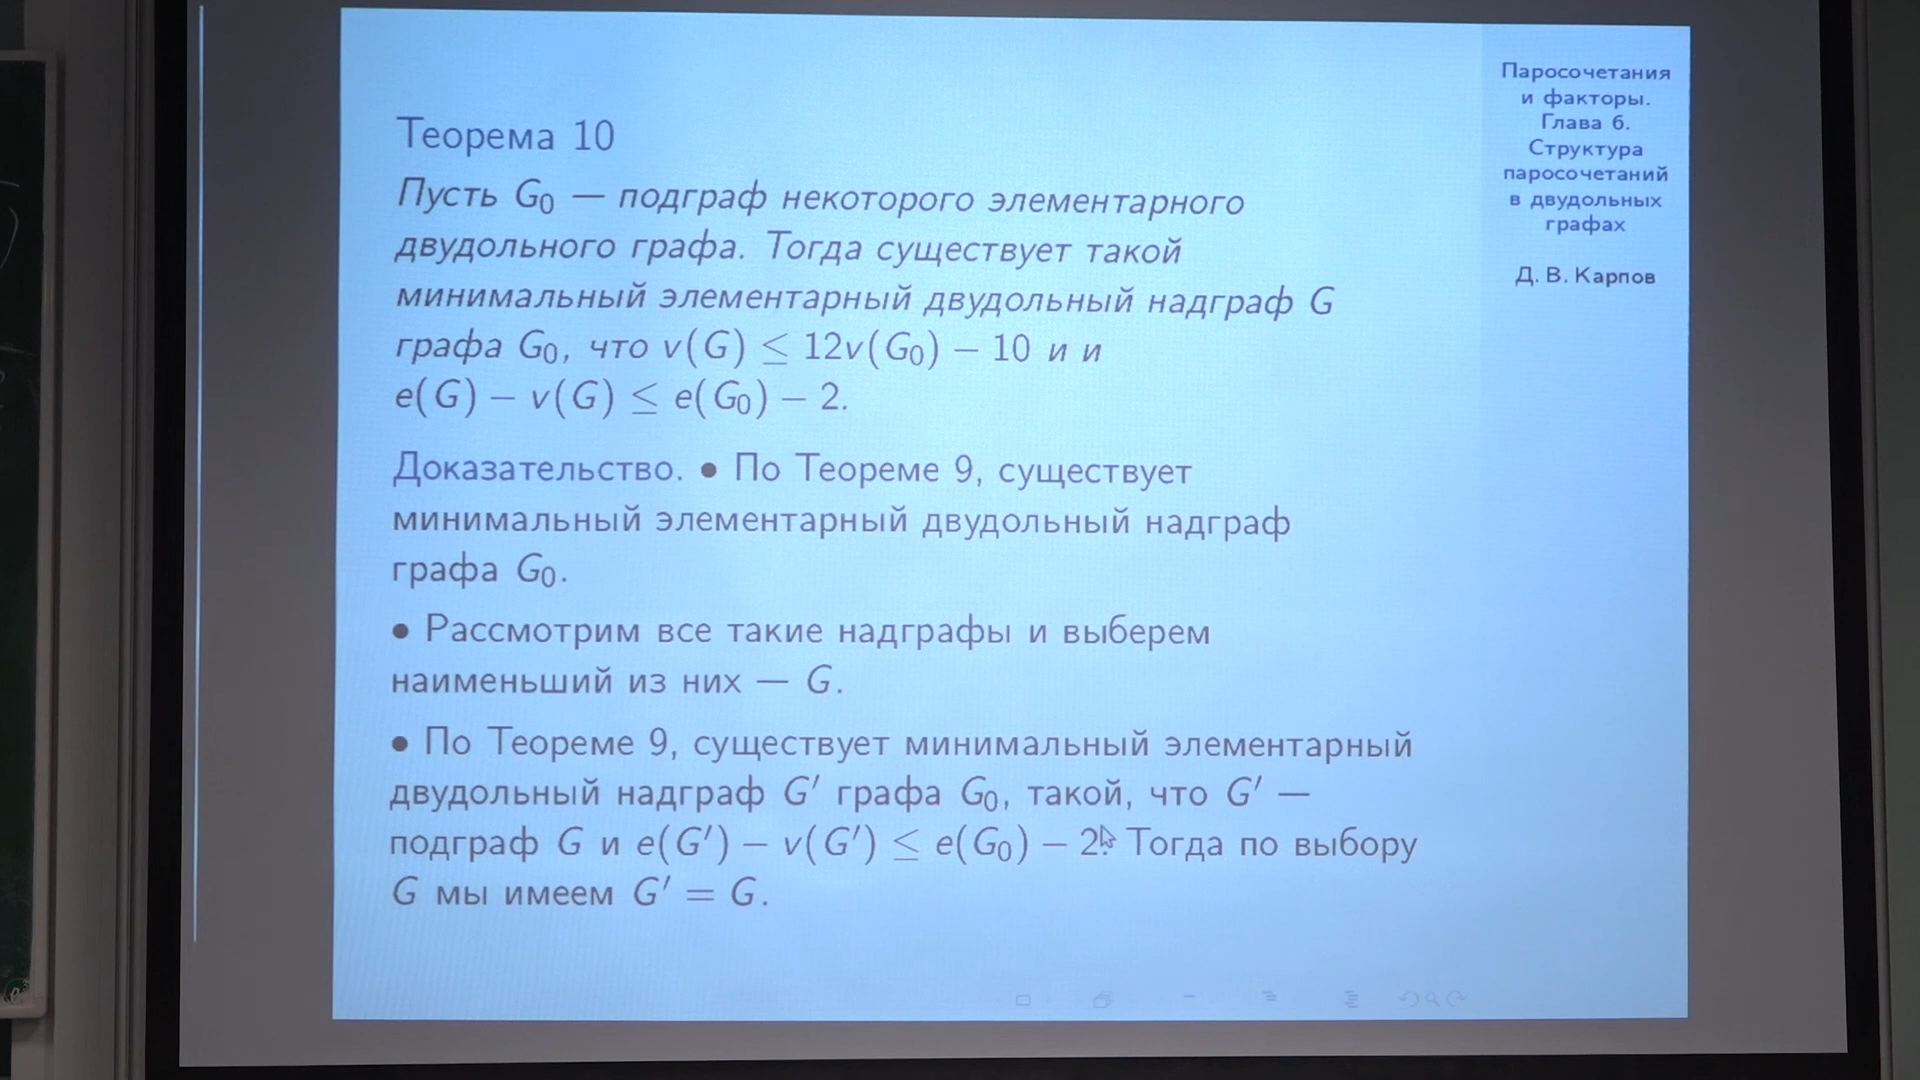 Теорема 10
Пусть G₀ — подграф некоторого элементарного
двудольного графа. Тогда существует такой
минимальный элементарный двудольный надграф G
графа G₀, что v(G) ≤ 12v(G₀) − 10 и и
e(G) − v(G) ≤ e(G₀) − 2.
Доказательство. • По Теореме 9, существует
минимальный элементарный двудольный надграф
графа G₀.
• Рассмотрим все такие надграфы и выберем
наименьший из них — G.
• По Теореме 9, существует минимальный элементарный
двудольный надграф G′ графа G₀, такой, что G′ —
подграф G и e(G′) − v(G′) ≤ e(G₀) − 2. Тогда по выбору
G мы имеем G′ = G.
Паросочетания
и факторы.
Глава 6.
Структура
паросочетаний
в двудольных
графах
Д. В. Карпов